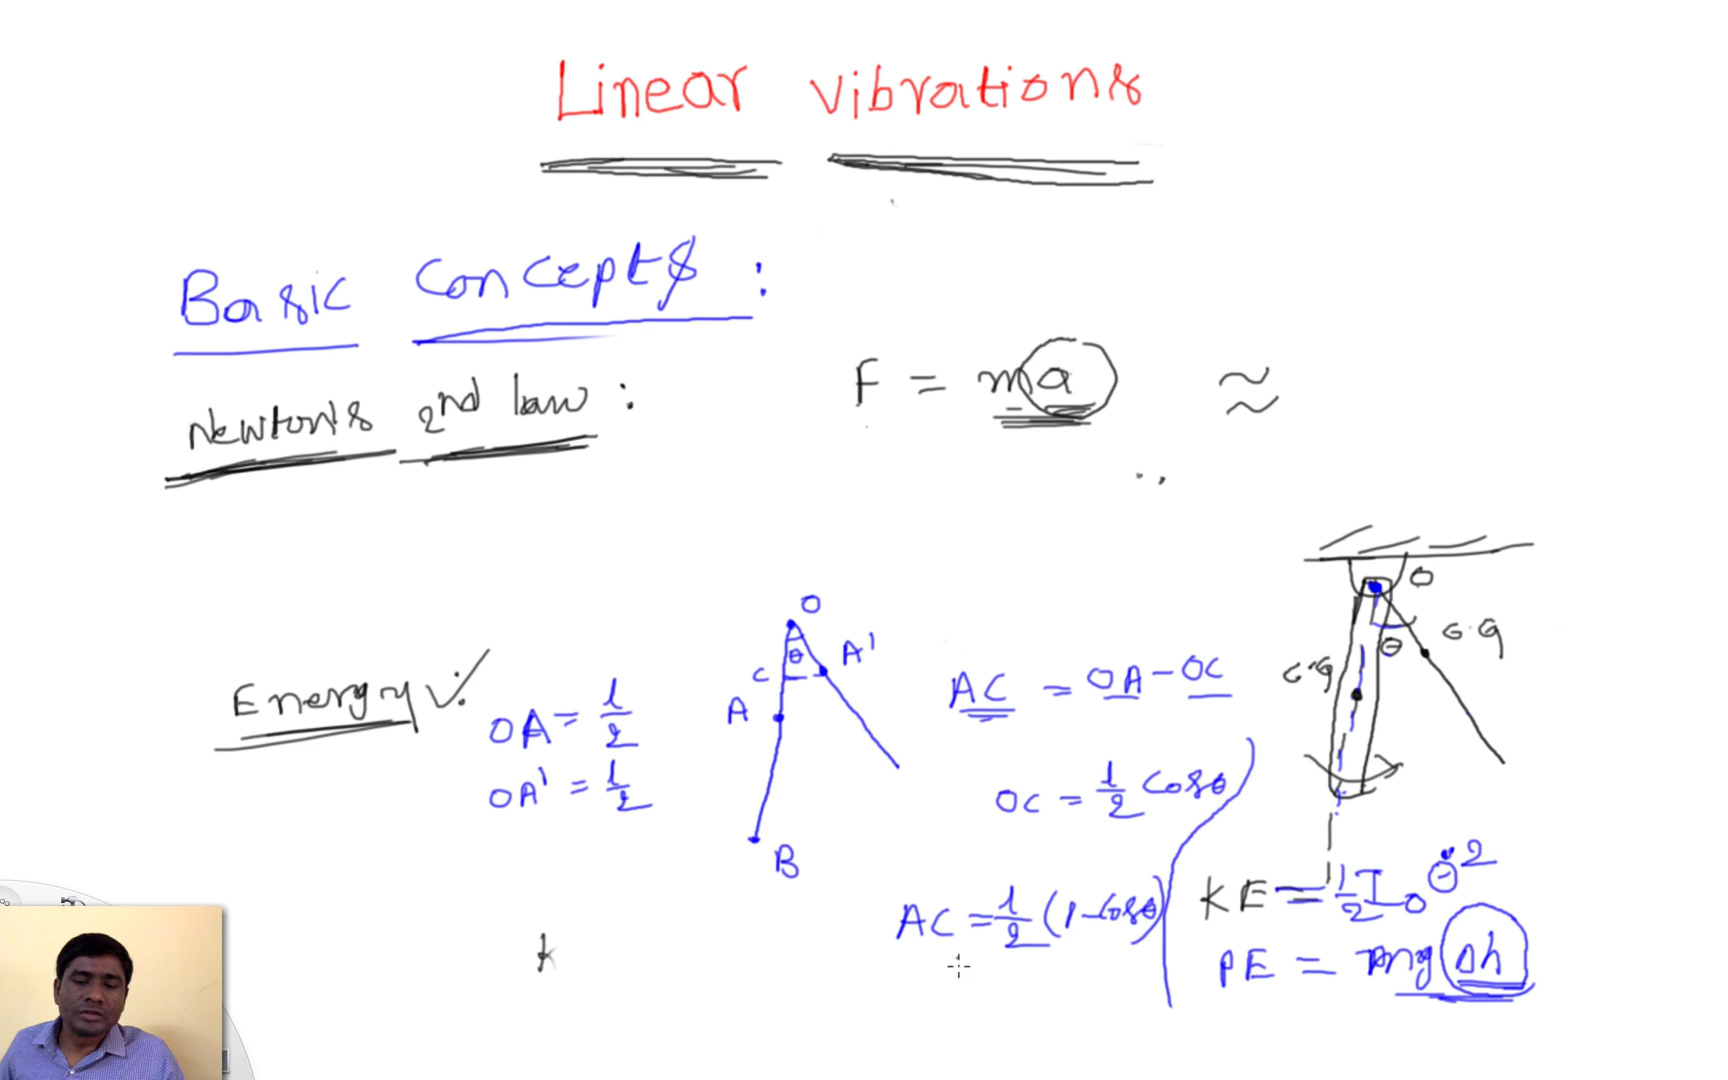 Linear vibrations
Basic Concepts :
Newton's 2nd law :
F = ma ≈
O
G.G
θ
G.G
Energy
OA = l/2
OA' = l/2
O
θ
C
A'
A
B
AC = OA - OC
OC = l/2 Cosθ
AC = l/2 (1-Cosθ)
KE = 1/2 I₀ θ̇²
PE = mg Δh
k